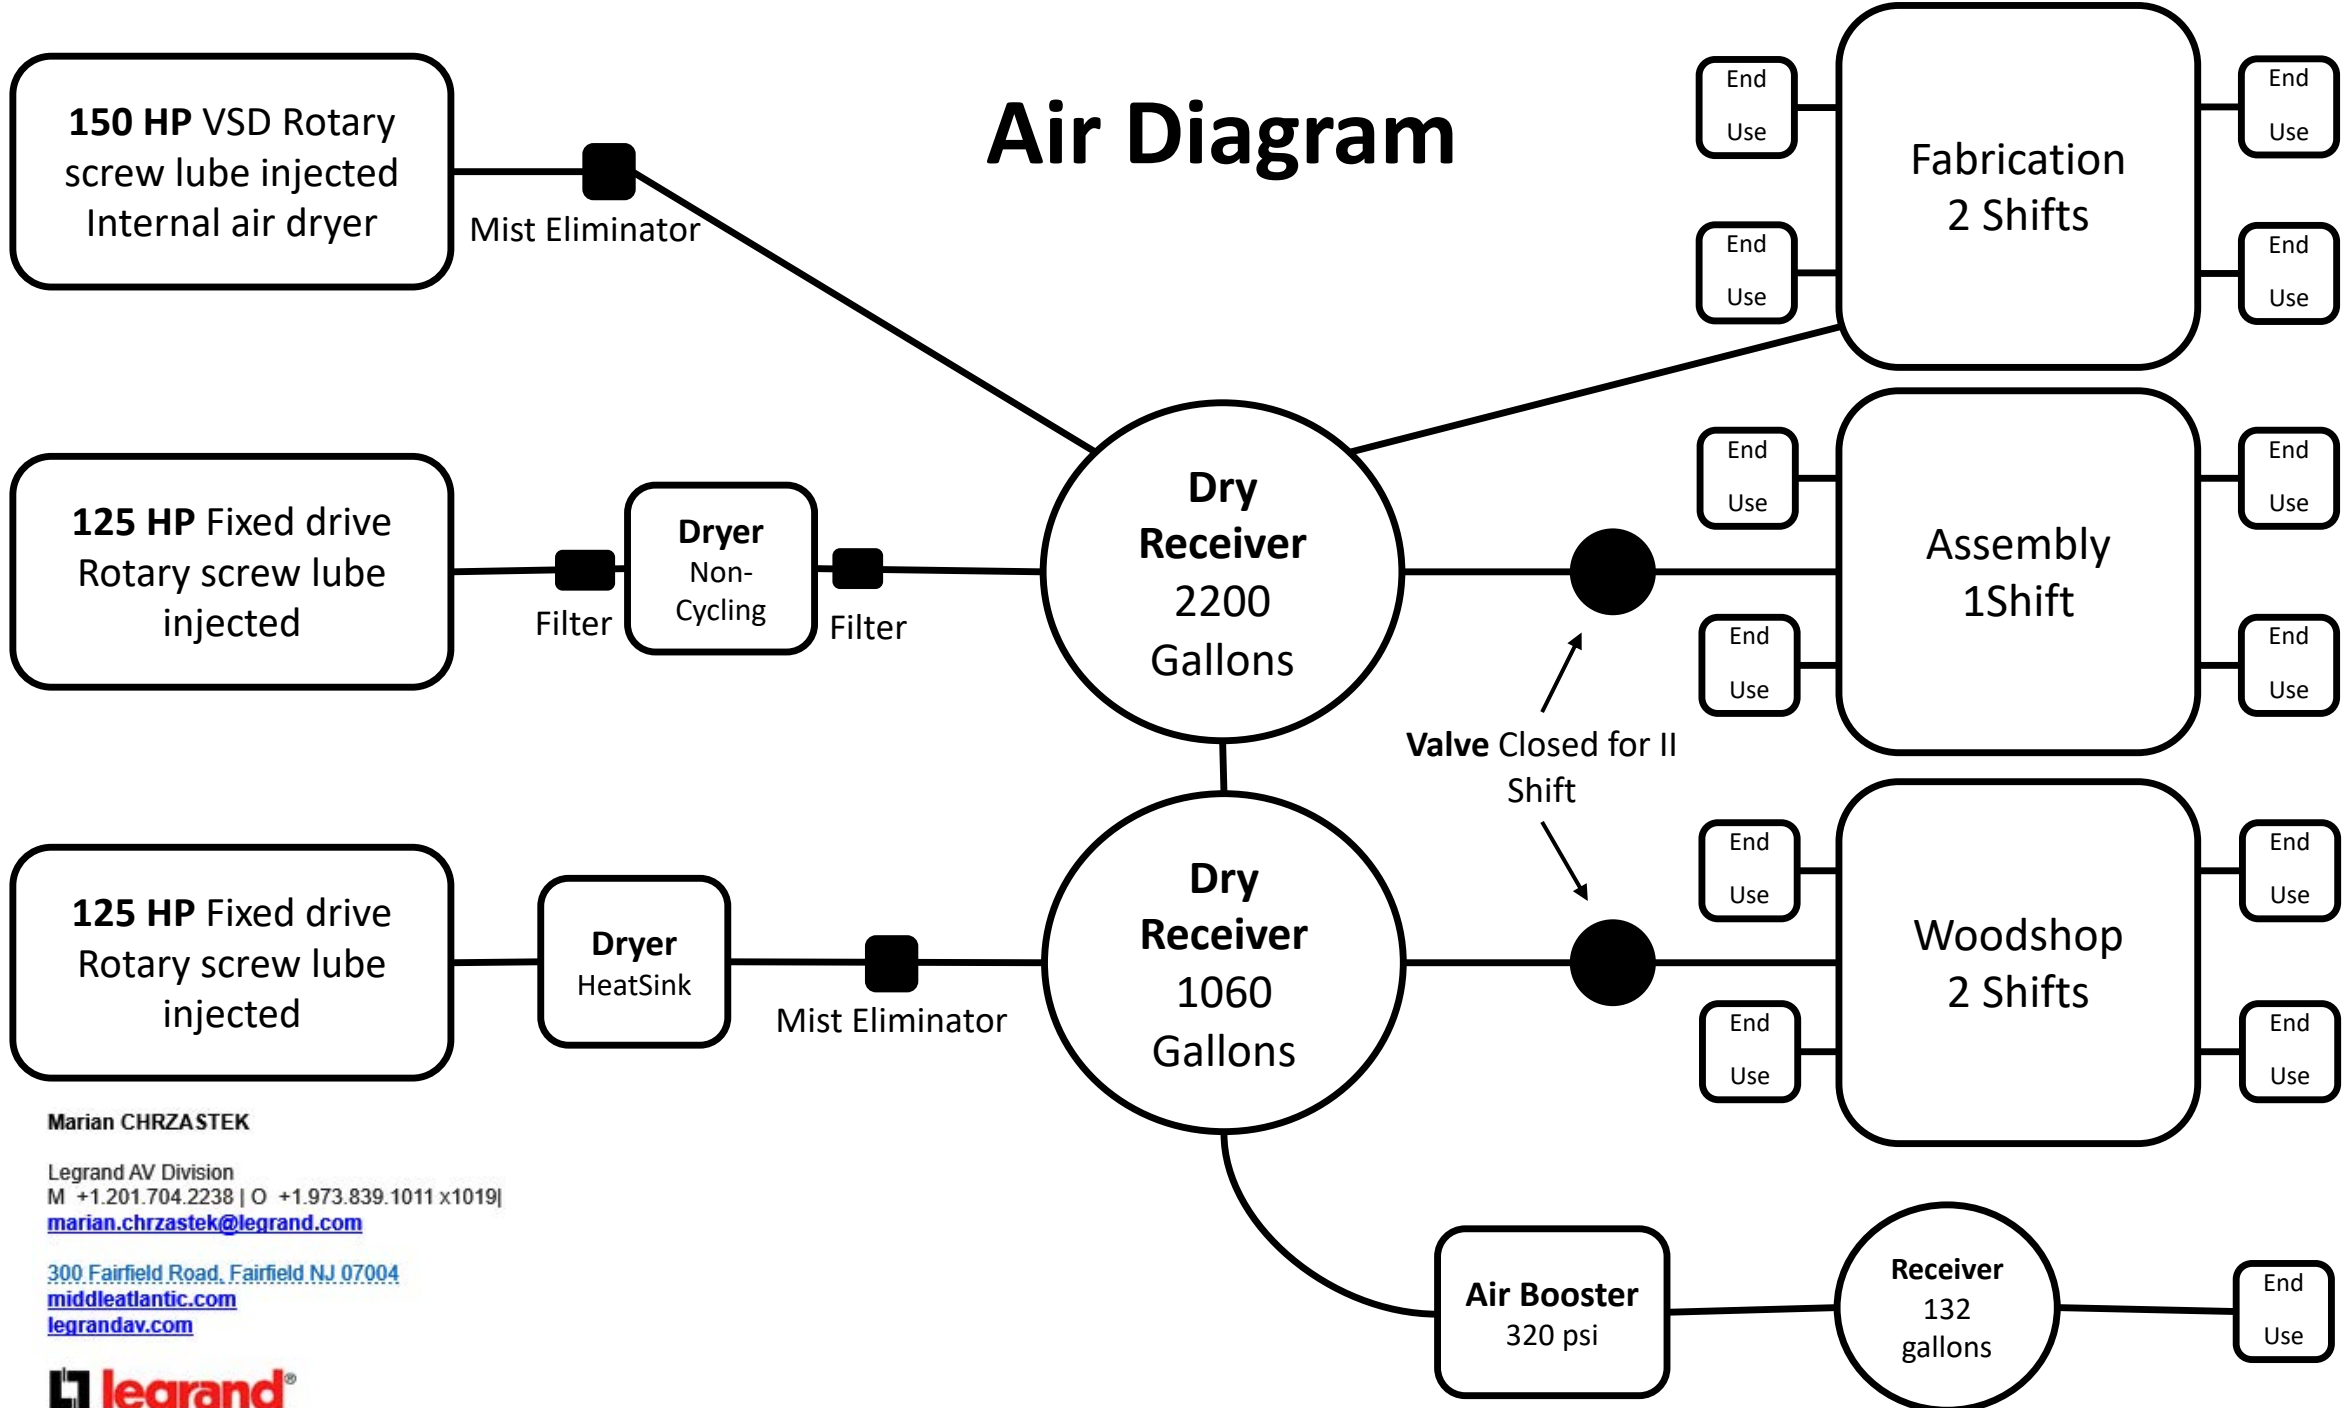 Air Diagram
150 HP VSD Rotary
screw lube injected
Internal air dryer
Mist Eliminator
125 HP Fixed drive
Rotary screw lube
injected
Filter
Dryer
Non-
Cycling
Filter
125 HP Fixed drive
Rotary screw lube
injected
Dryer
HeatSink
Mist Eliminator
Dry
Receiver
2200
Gallons
Dry
Receiver
1060
Gallons
Valve Closed for II
Shift
End
Use
End
Use
Fabrication
2 Shifts
End
Use
End
Use
End
Use
End
Use
Assembly
1Shift
End
Use
End
Use
End
Use
End
Use
Woodshop
2 Shifts
End
Use
End
Use
Air Booster
320 psi
Receiver
132
gallons
End
Use
Marian CHRZASTEK
Legrand AV Division
M +1.201.704.2238 | O +1.973.839.1011 x1019|
marian.chrzastek@legrand.com
300 Fairfield Road, Fairfield NJ 07004
middleatlantic.com
legrandav.com
legrand®